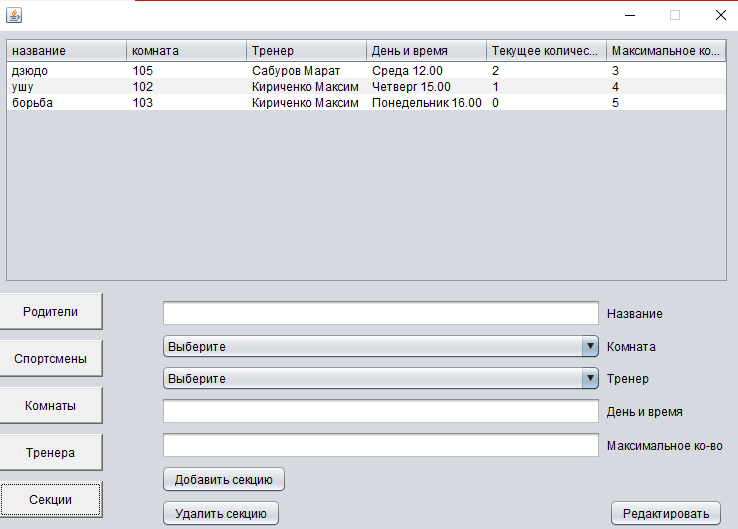 название комната Тренер День и время Текущее количес... Максимальное ко...
дзюдо 105 Сабуров Марат Среда 12.00 2 3
ушу 102 Кириченко Максим Четверг 15.00 1 4
борьба 103 Кириченко Максим Понедельник 16.00 0 5
Родители
Спортсмены
Комнаты
Тренера
Секции
Название
Выберите Комната
Выберите Тренер
День и время
Максимальное ко-во
Добавить секцию
Удалить секцию Редактировать